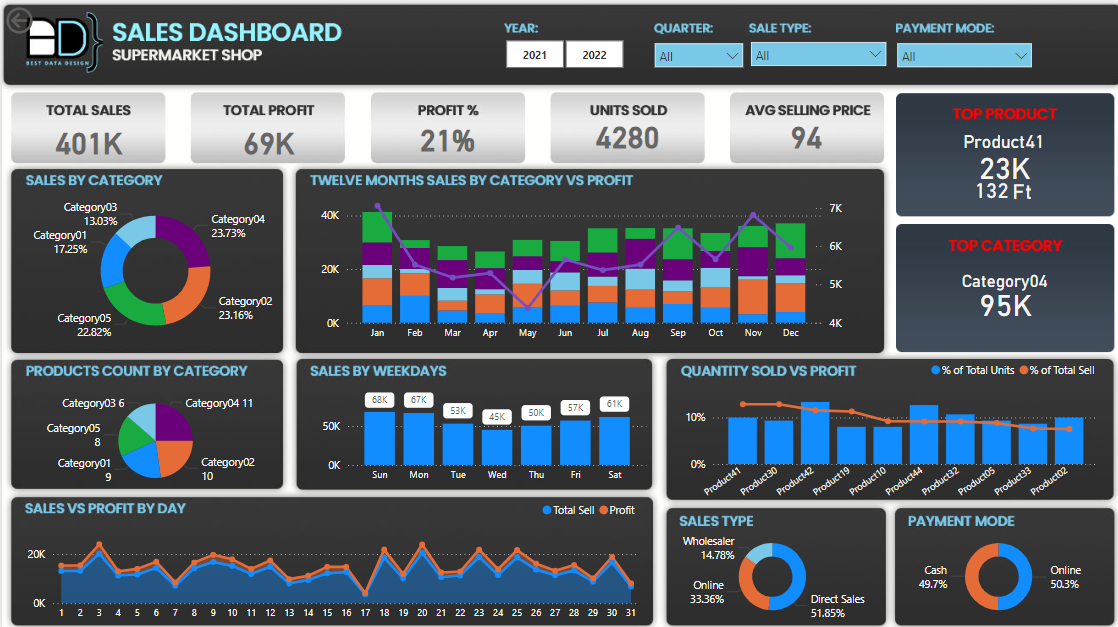 BD}
BEST DATA DESIGN
SALES DASHBOARD
SUPERMARKET SHOP
YEAR:
2021
2022
QUARTER:
All
SALE TYPE:
All
PAYMENT MODE:
All
TOTAL SALES
401K
TOTAL PROFIT
69K
PROFIT %
21%
UNITS SOLD
4280
AVG SELLING PRICE
94
TOP PRODUCT
Product41
23K
132 Ft
TOP CATEGORY
Category04
95K
SALES BY CATEGORY
Category03
13.03%
Category04
23.73%
Category01
17.25%
Category02
23.16%
Category05
22.82%
TWELVE MONTHS SALES BY CATEGORY VS PROFIT
40K
20K
0K
7K
6K
5K
4K
Jan Feb Mar Apr May Jun Jul Aug Sep Oct Nov Dec
PRODUCTS COUNT BY CATEGORY
Category03 6
Category04 11
Category05
8
Category01
9
Category02
10
SALES BY WEEKDAYS
50K
0K
68K 67K 53K 45K 50K 57K 61K
Sun Mon Tue Wed Thu Fri Sat
QUANTITY SOLD VS PROFIT
% of Total Units % of Total Sell
10%
0%
Product41 Product30 Product42 Product19 Product10 Product44 Product32 Product05 Product33 Product02
SALES VS PROFIT BY DAY
Total Sell Profit
20K
0K
1 2 3 4 5 6 7 8 9 10 11 12 13 14 15 16 17 18 19 20 21 22 23 24 25 26 27 28 29 30 31
SALES TYPE
Wholesaler
14.78%
Online
33.36%
Direct Sales
51.85%
PAYMENT MODE
Cash
49.7%
Online
50.3%